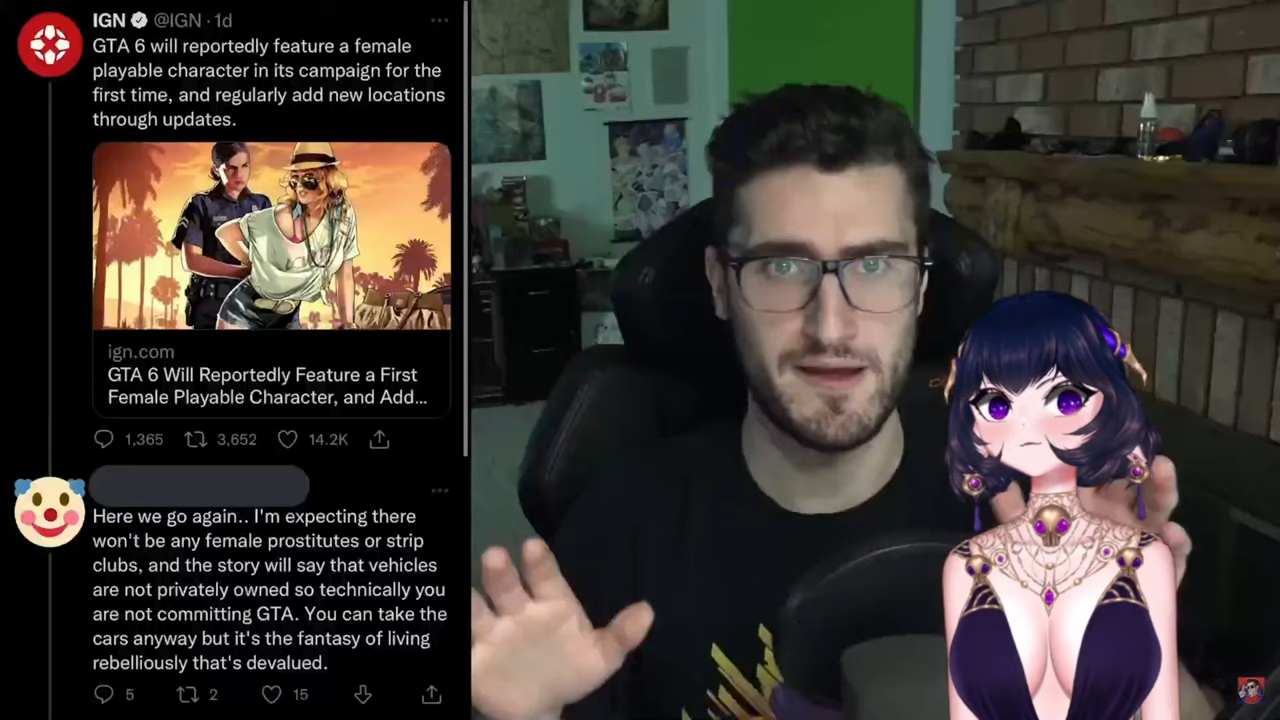 IGN @IGN · 1d
GTA 6 will reportedly feature a female
playable character in its campaign for the
first time, and regularly add new locations
through updates.
ign.com
GTA 6 Will Reportedly Feature a First
Female Playable Character, and Add...
1,365 3,652 14.2K
Here we go again.. I'm expecting there
won't be any female prostitutes or strip
clubs, and the story will say that vehicles
are not privately owned so technically you
are not committing GTA. You can take the
cars anyway but it's the fantasy of living
rebelliously that's devalued.
5 2 15